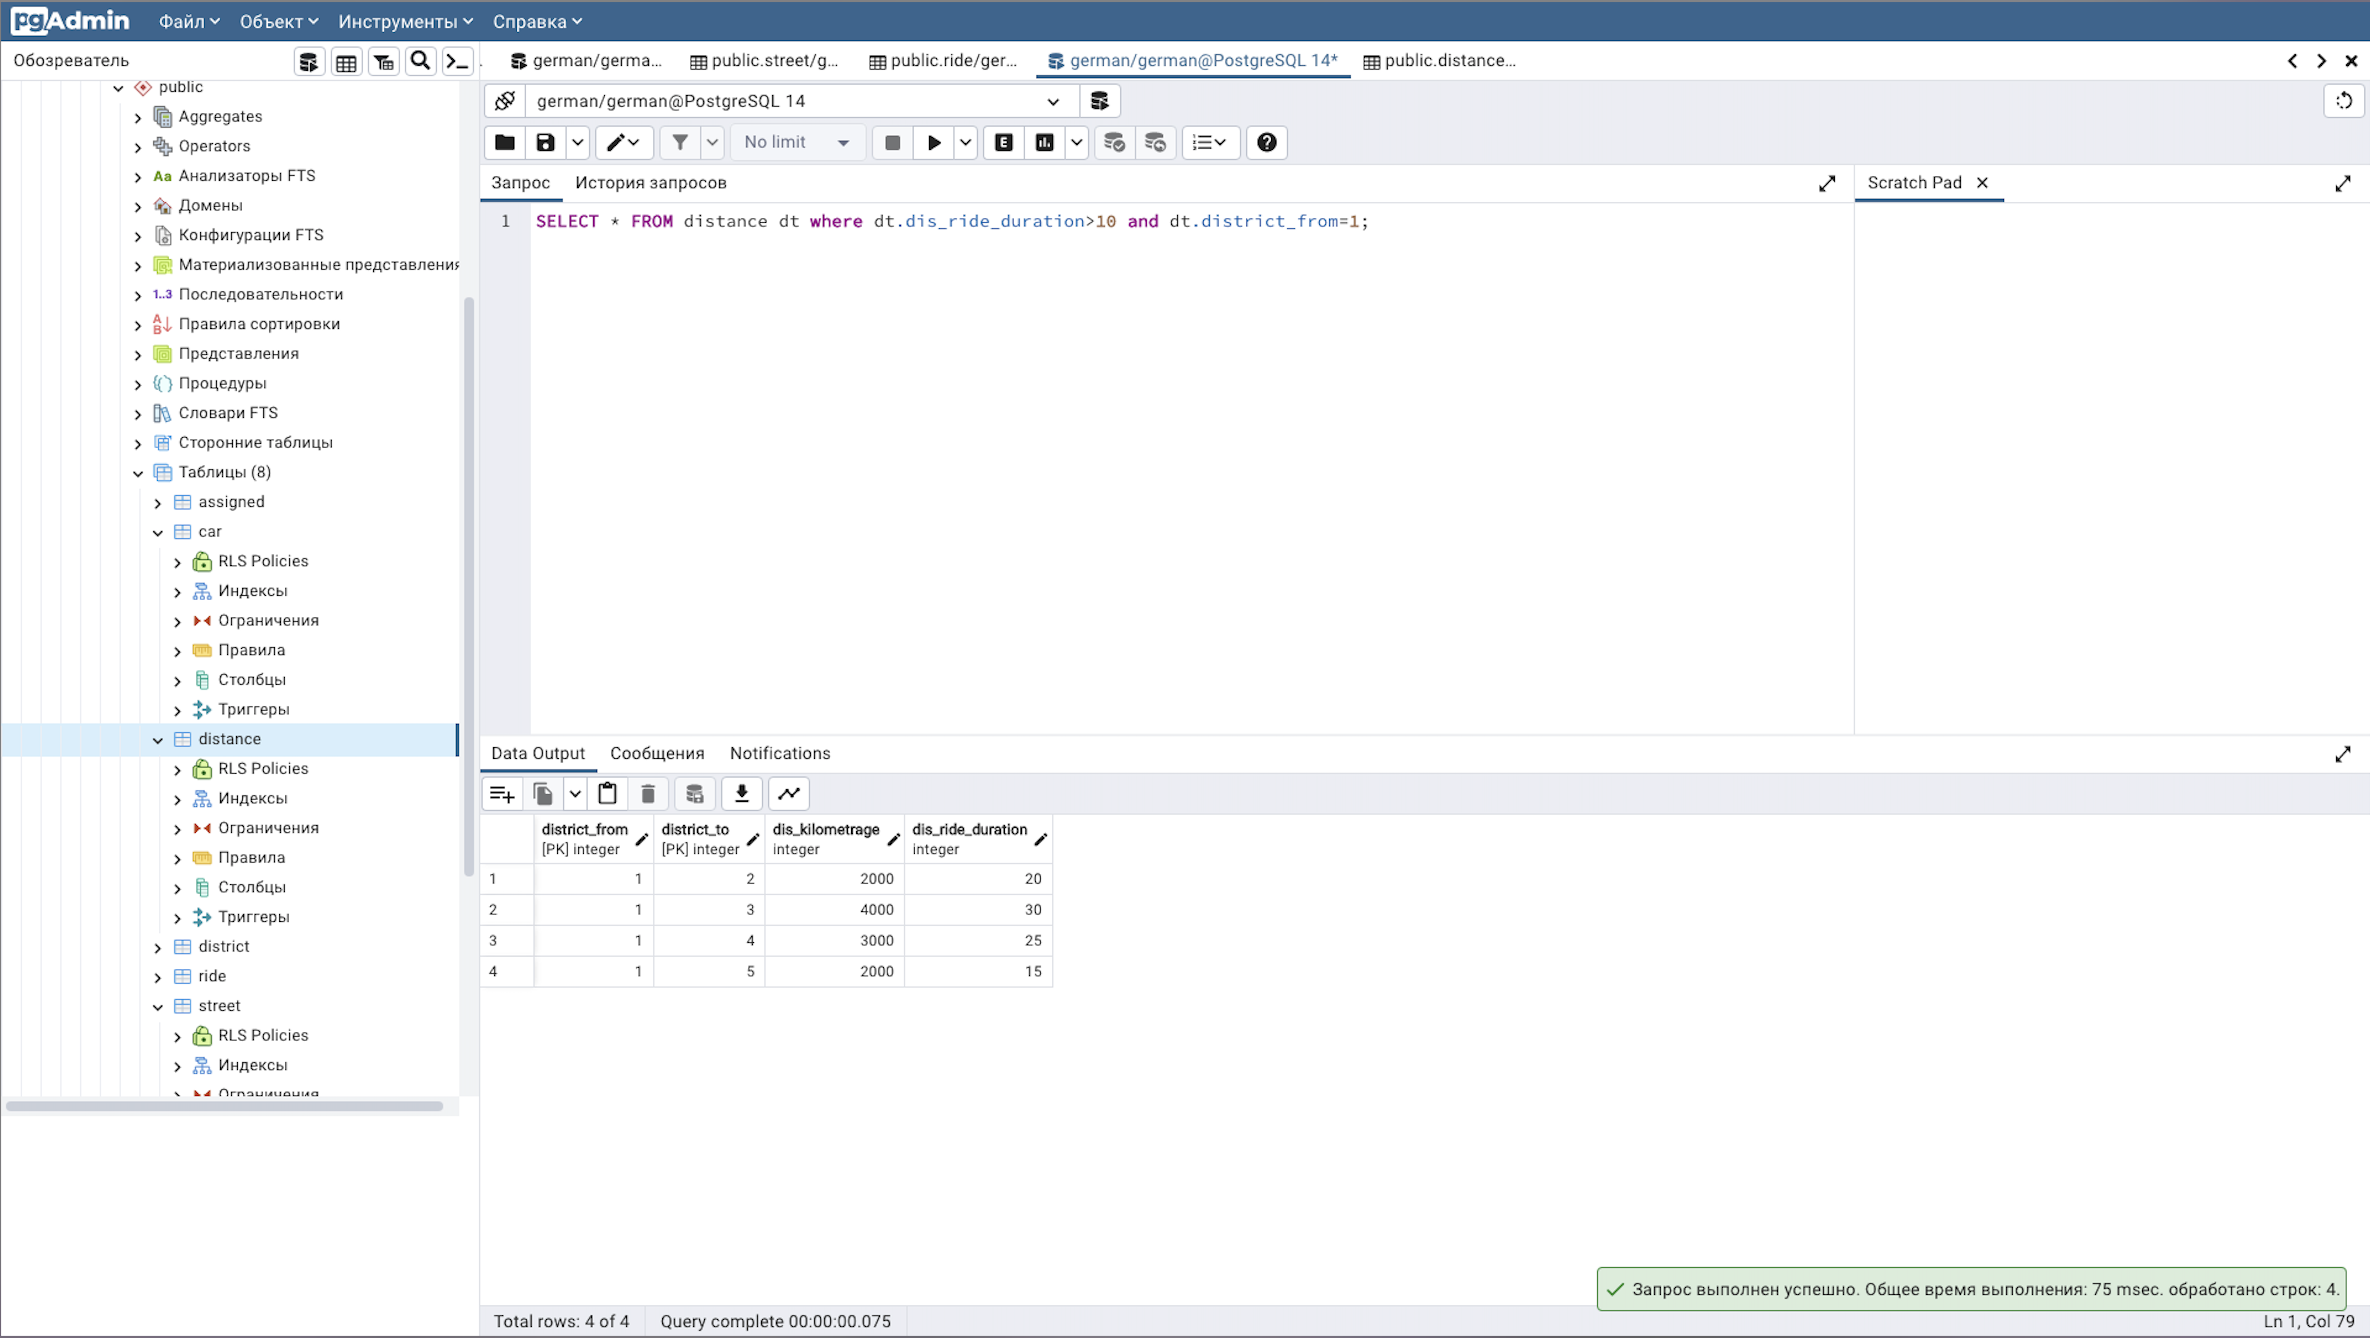 pgAdmin Файл Объект Инструменты Справка
Обозреватель
german/germa... public.street/g... public.ride/ger... german/german@PostgreSQL 14* public.distance...
public
Aggregates
Operators
Aa Анализаторы FTS
Домены
Конфигурации FTS
Материализованные представления
1..3 Последовательности
Правила сортировки
Представления
Процедуры
Словари FTS
Сторонние таблицы
Таблицы (8)
assigned
car
RLS Policies
Индексы
Ограничения
Правила
Столбцы
Триггеры
distance
RLS Policies
Индексы
Ограничения
Правила
Столбцы
Триггеры
district
ride
street
RLS Policies
Индексы
Ограничения
german/german@PostgreSQL 14
No limit
E
Запрос История запросов
Scratch Pad
1 SELECT * FROM distance dt where dt.dis_ride_duration>10 and dt.district_from=1;
Data Output Сообщения Notifications
district_from district_to dis_kilometrage dis_ride_duration
[PK] integer [PK] integer integer integer
1 1 2 2000 20
2 1 3 4000 30
3 1 4 3000 25
4 1 5 2000 15
Запрос выполнен успешно. Общее время выполнения: 75 msec. обработано строк: 4.
Total rows: 4 of 4 Query complete 00:00:00.075 Ln 1, Col 79